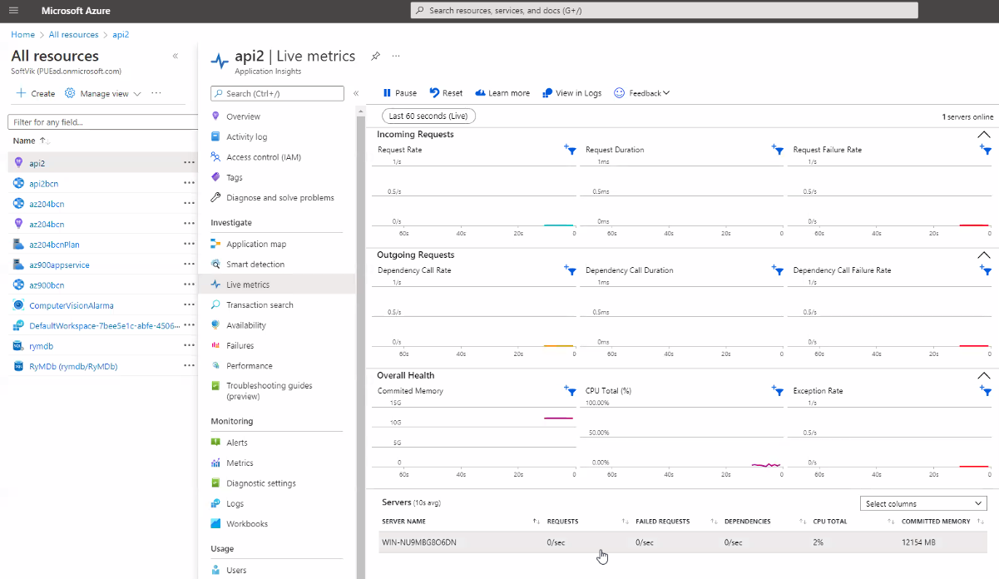 Microsoft Azure
Search resources, services, and docs (G+/)
Home > All resources > api2
All resources
SoftVik (PUEad.onmicrosoft.com)
Create Manage view
Filter for any field...
Name
api2
api2bcn
az204bcn
az204bcn
az204bcnPlan
az900appservice
az900bcn
ComputerVisionAlarma
DefaultWorkspace-7bee5e1c-abfe-4506-...
rymdb
RyMDb (rymdb/RyMDb)
api2 | Live metrics
Application Insights
Search (Ctrl+/)
Overview
Activity log
Access control (IAM)
Tags
Diagnose and solve problems
Investigate
Application map
Smart detection
Live metrics
Transaction search
Availability
Failures
Performance
Troubleshooting guides
(preview)
Monitoring
Alerts
Metrics
Diagnostic settings
Logs
Workbooks
Usage
Users
Pause Reset Learn more View in Logs Feedback
Last 60 seconds (Live) 1 servers online
Incoming Requests
Request Rate Request Duration Request Failure Rate
1/s 1ms 1/s
0.5/s 0.5ms 0.5/s
0/s 0ms 0/s
60s 40s 20s 0 60s 40s 20s 0 60s 40s 20s 0
Outgoing Requests
Dependency Call Rate Dependency Call Duration Dependency Call Failure Rate
1/s 1ms 1/s
0.5/s 0.5ms 0.5/s
0/s 0ms 0/s
60s 40s 20s 0 60s 40s 20s 0 60s 40s 20s 0
Overall Health
Commited Memory CPU Total (%) Exception Rate
15G 100.00% 1/s
10G
50.00% 0.5/s
5G
0 0.00% 0/s
60s 40s 20s 0 60s 40s 20s 0 60s 40s 20s 0
Servers (10s avg) Select columns
SERVER NAME REQUESTS FAILED REQUESTS DEPENDENCIES CPU TOTAL COMMITTED MEMORY
WIN-NU9MBG8O6DN 0/sec 0/sec 0/sec 2% 12154 MB